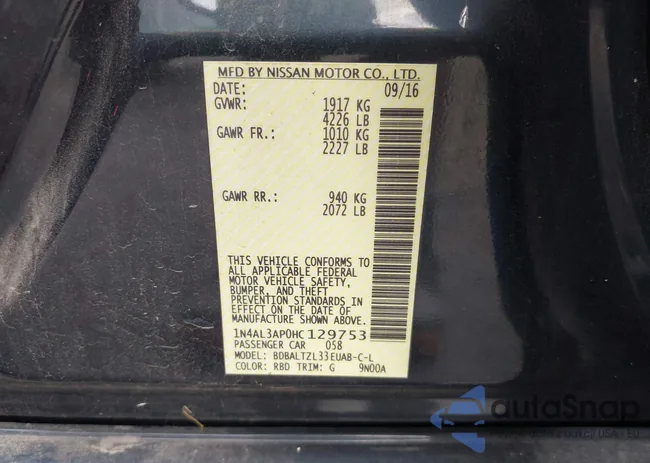 MFD BY NISSAN MOTOR CO., LTD.
DATE: 09/16
GVWR: 1917 KG
4226 LB
GAWR FR.: 1010 KG
2227 LB
GAWR RR.: 940 KG
2072 LB
THIS VEHICLE CONFORMS TO
ALL APPLICABLE FEDERAL
MOTOR VEHICLE SAFETY,
BUMPER, AND THEFT
PREVENTION STANDARDS IN
EFFECT ON THE DATE OF
MANUFACTURE SHOWN ABOVE.
1N4AL3AP0HC129753
PASSENGER CAR 058
MODEL: BDBALTZL33EUAB-C-L
COLOR: RBD TRIM: G 9N00A
autoSnap